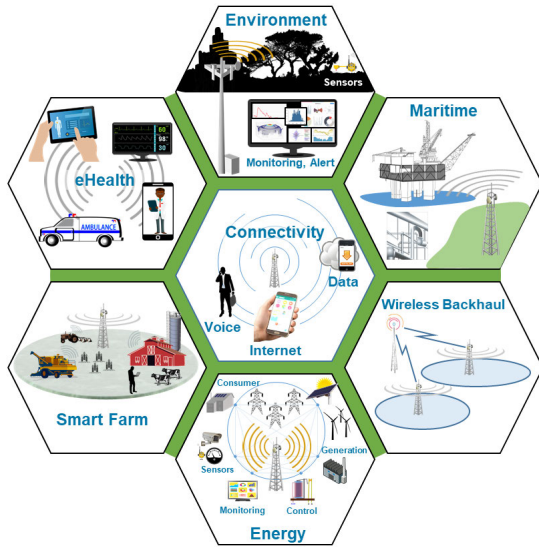 Environment
Sensors
Monitoring, Alert
Maritime
60
98
30
eHealth
AMBULANCE
Connectivity
Data
Voice
Internet
Wireless Backhaul
Smart Farm
Consumer
Generation
Sensors
Monitoring
Control
Energy